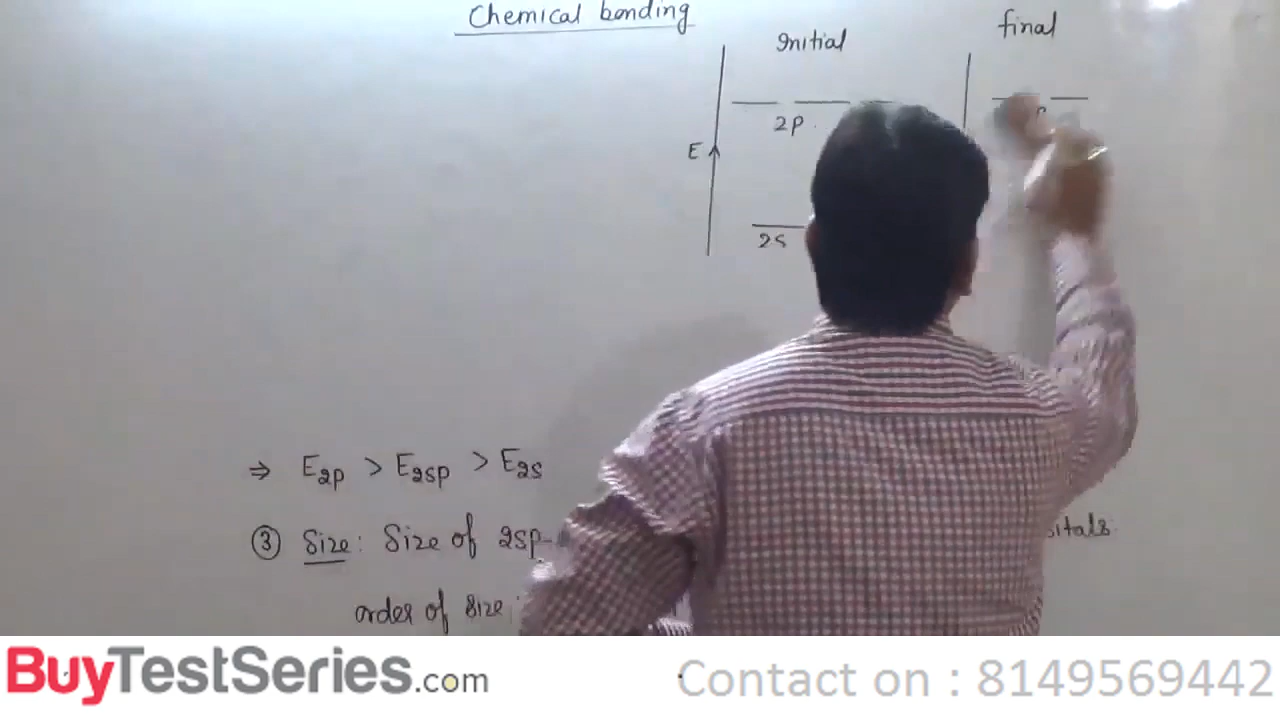 Chemical bonding
Initial
final
2p
E
2s
⇒ E2p > E2sp > E2s
③ Size: Size of 2sp-
order of size:
BuyTestSeries.com
Contact on : 8149569442